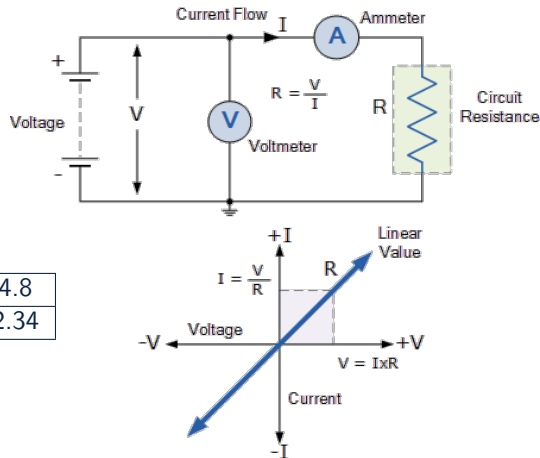 Current Flow
I
Ammeter
A
+
Voltage
-
V
V
Voltmeter
R = V/I
R
Circuit
Resistance
+I
Linear
Value
I = V/R
R
4.8
2.34
-V
Voltage
+V
V = IxR
Current
-I